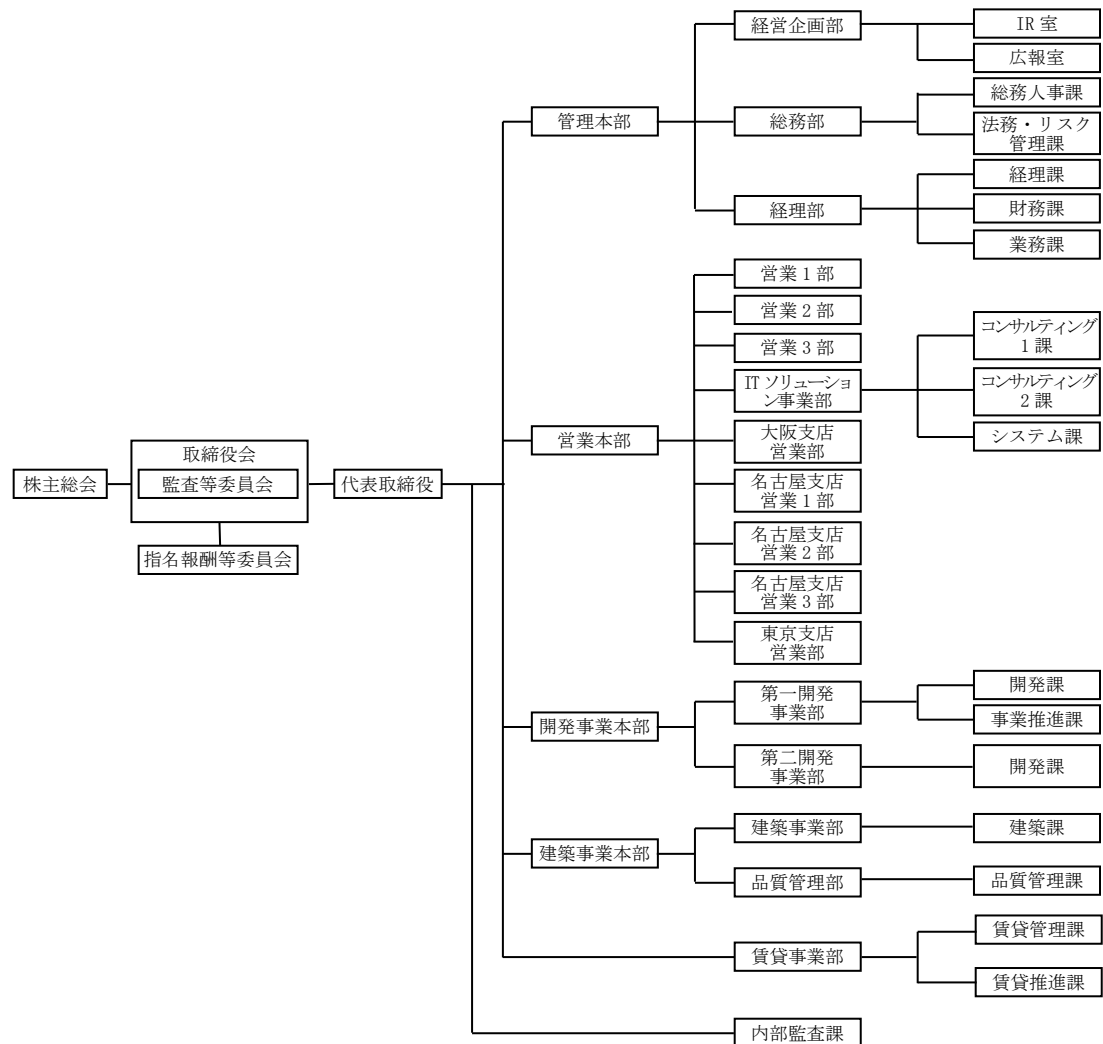 株主総会
取締役会
監査等委員会
指名報酬等委員会
代表取締役
管理本部
経営企画部
IR 室
広報室
総務部
総務人事課
法務・リスク
管理課
経理部
経理課
財務課
業務課
営業本部
営業 1 部
営業 2 部
営業 3 部
IT ソリューショ
ン事業部
コンサルティング
1 課
コンサルティング
2 課
システム課
大阪支店
営業部
名古屋支店
営業 1 部
名古屋支店
営業 2 部
名古屋支店
営業 3 部
東京支店
営業部
開発事業本部
第一開発
事業部
開発課
事業推進課
第二開発
事業部
開発課
建築事業本部
建築事業部
建築課
品質管理部
品質管理課
賃貸事業部
賃貸管理課
賃貸推進課
内部監査課